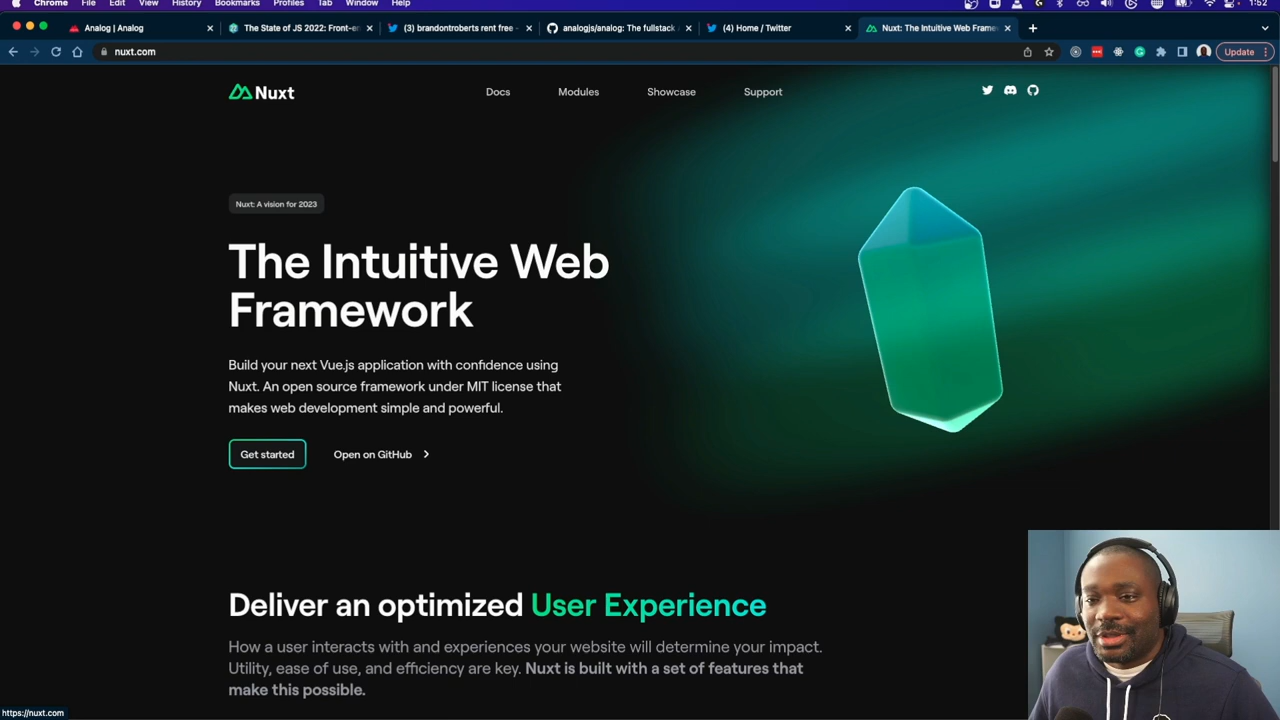 Chrome File Edit View History Bookmarks Profiles Tab Window Help 1:52
Analog | Analog
The State of JS 2022: Front-en
(3) brandontroberts rent free -
analogjs/analog: The fullstack
(4) Home / Twitter
Nuxt: The Intuitive Web Frame
nuxt.com
Update
Nuxt
Docs Modules Showcase Support
Nuxt: A vision for 2023
The Intuitive Web
Framework
Build your next Vue.js application with confidence using
Nuxt. An open source framework under MIT license that
makes web development simple and powerful.
Get started Open on GitHub
Deliver an optimized User Experience
How a user interacts with and experiences your website will determine your impact.
Utility, ease of use, and efficiency are key. Nuxt is built with a set of features that
make this possible.
https://nuxt.com